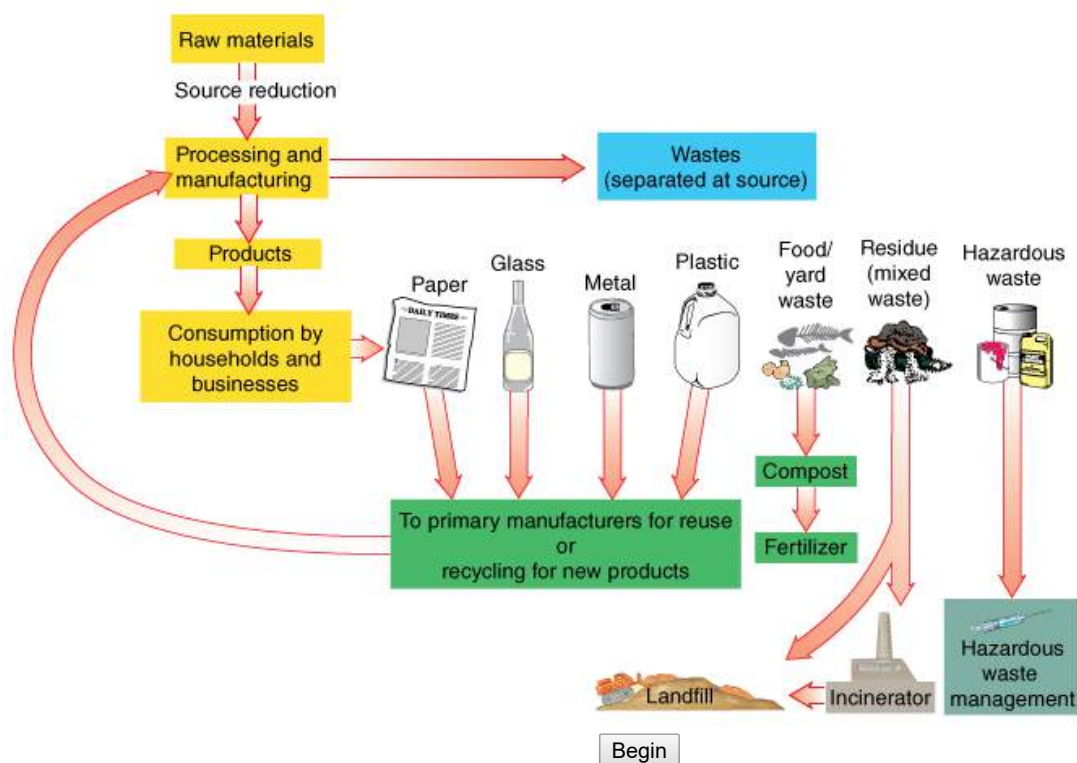 Raw materials
Source reduction
Processing and
manufacturing
Wastes
(separated at source)
Products
Consumption by
households and
businesses
Paper
DAILY TIMES
Glass
Metal
Plastic
Food/
yard
waste
Residue
(mixed
waste)
Hazardous
waste
To primary manufacturers for reuse
or
recycling for new products
Compost
Fertilizer
Landfill
Incinerator
Hazardous
waste
management
Begin